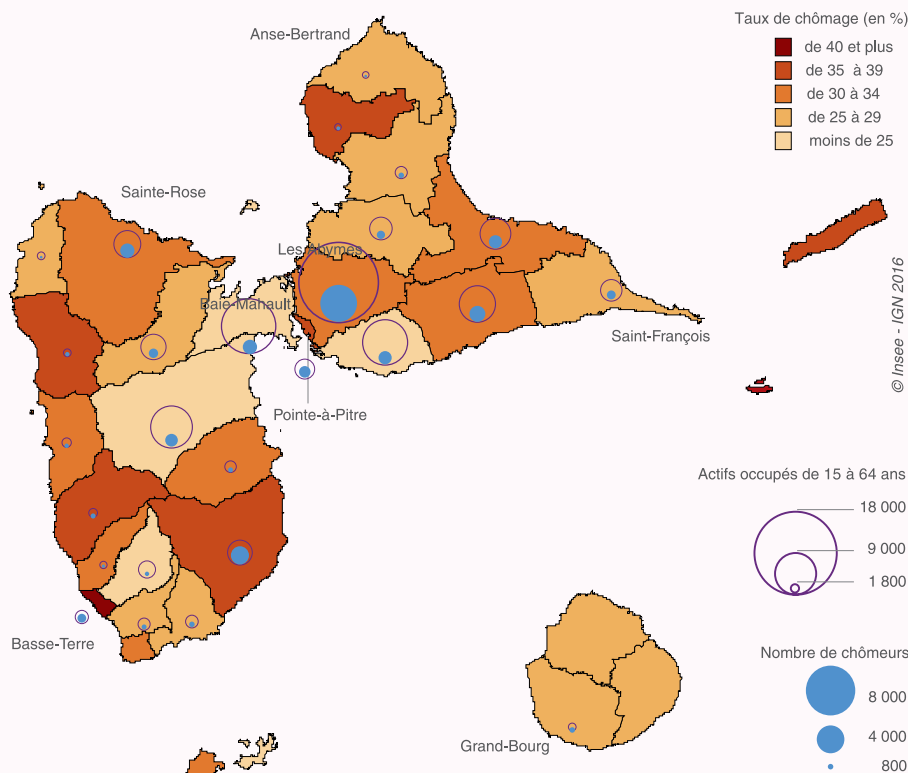 Taux de chômage (en %)
de 40 et plus
de 35 à 39
de 30 à 34
de 25 à 29
moins de 25
Anse-Bertrand
Sainte-Rose
Les Abymes
Baie-Mahault
Saint-François
Pointe-à-Pitre
© Insee - IGN 2016
Actifs occupés de 15 à 64 ans
18 000
9 000
1 800
Basse-Terre
Grand-Bourg
Nombre de chômeurs
8 000
4 000
800